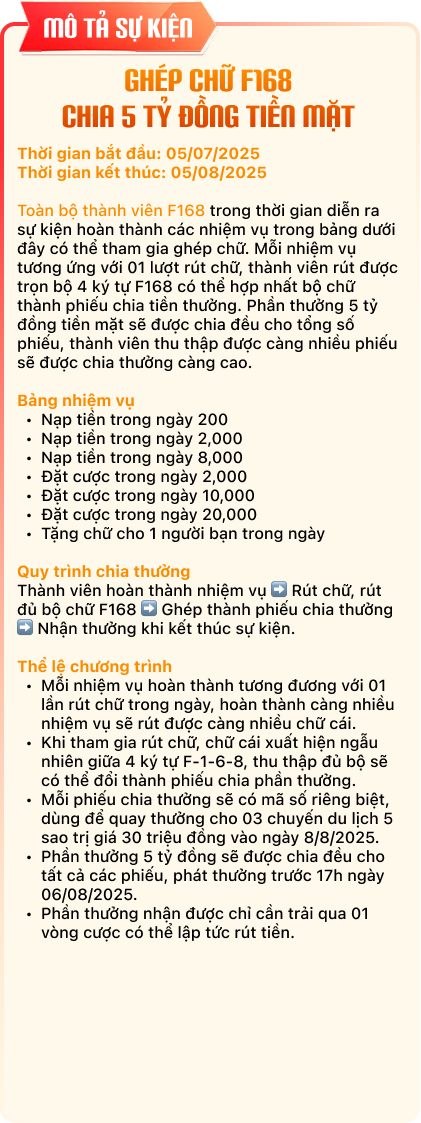 MÔ TẢ SỰ KIỆN
GHÉP CHỮ F168
CHIA 5 TỶ ĐỒNG TIỀN MẶT
Thời gian bắt đầu: 05/07/2025
Thời gian kết thúc: 05/08/2025
Toàn bộ thành viên F168 trong thời gian diễn ra
sự kiện hoàn thành các nhiệm vụ trong bảng dưới
đây có thể tham gia ghép chữ. Mỗi nhiệm vụ
tương ứng với 01 lượt rút chữ, thành viên rút được
trọn bộ 4 ký tự F168 có thể hợp nhất bộ chữ
thành phiếu chia tiền thưởng. Phần thưởng 5 tỷ
đồng tiền mặt sẽ được chia đều cho tổng số
phiếu, thành viên thu thập được càng nhiều phiếu
sẽ được chia thưởng càng cao.
Bảng nhiệm vụ
• Nạp tiền trong ngày 200
• Nạp tiền trong ngày 2,000
• Nạp tiền trong ngày 8,000
• Đặt cược trong ngày 2,000
• Đặt cược trong ngày 10,000
• Đặt cược trong ngày 20,000
• Tặng chữ cho 1 người bạn trong ngày
Quy trình chia thưởng
Thành viên hoàn thành nhiệm vụ ➡ Rút chữ, rút
đủ bộ chữ F168 ➡ Ghép thành phiếu chia thưởng
➡ Nhận thưởng khi kết thúc sự kiện.
Thể lệ chương trình
• Mỗi nhiệm vụ hoàn thành tương đương với 01
lần rút chữ trong ngày, hoàn thành càng nhiều
nhiệm vụ sẽ rút được càng nhiều chữ cái.
• Khi tham gia rút chữ, chữ cái xuất hiện ngẫu
nhiên giữa 4 ký tự F-1-6-8, thu thập đủ bộ sẽ
có thể đổi thành phiếu chia phần thưởng.
• Mỗi phiếu chia thưởng sẽ có mã số riêng biệt,
dùng để quay thưởng cho 03 chuyến du lịch 5
sao trị giá 30 triệu đồng vào ngày 8/8/2025.
• Phần thưởng 5 tỷ đồng sẽ được chia đều cho
tất cả các phiếu, phát thưởng trước 17h ngày
06/08/2025.
• Phần thưởng nhận được chỉ cần trải qua 01
vòng cược có thể lập tức rút tiền.